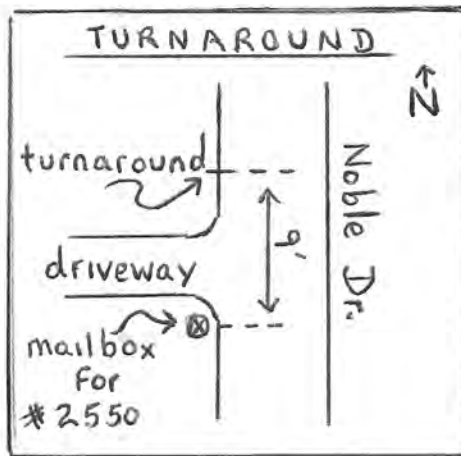 TURNAROUND
N
turnaround
Noble Dr.
9'
driveway
mailbox
for
#2550